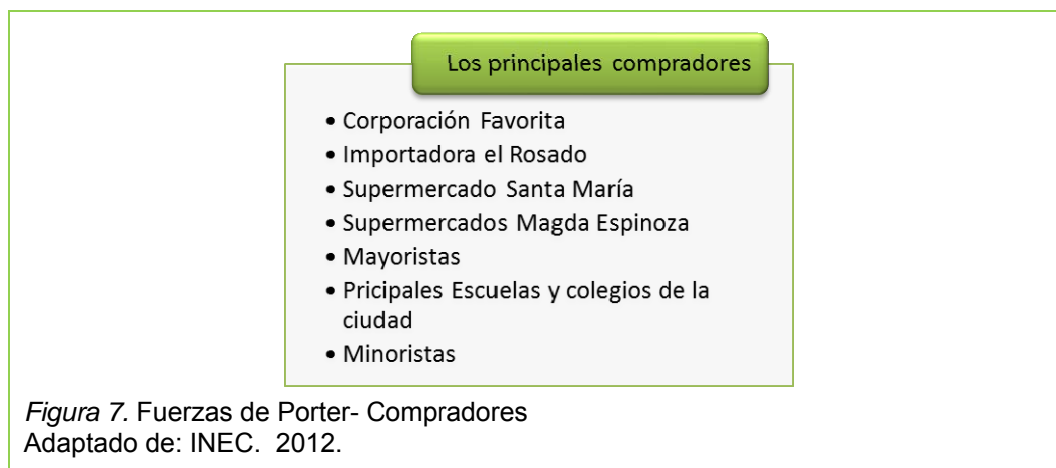 Los principales compradores
• Corporación Favorita
• Importadora el Rosado
• Supermercado Santa María
• Supermercados Magda Espinoza
• Mayoristas
• Pricipales Escuelas y colegios de la
ciudad
• Minoristas
Figura 7. Fuerzas de Porter- Compradores
Adaptado de: INEC. 2012.